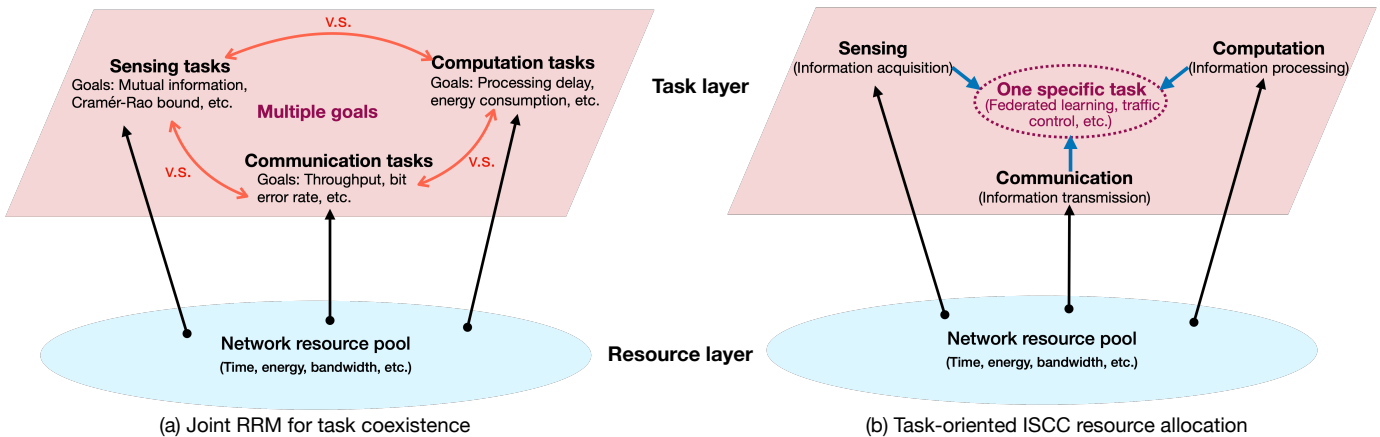 v.s.
Sensing tasks
Goals: Mutual information,
Cramér-Rao bound, etc.
Computation tasks
Goals: Processing delay,
energy consumption, etc.
Multiple goals
v.s.
v.s.
Communication tasks
Goals: Throughput, bit
error rate, etc.
Network resource pool
(Time, energy, bandwidth, etc.)
(a) Joint RRM for task coexistence
Task layer
Resource layer
Sensing
(Information acquisition)
Computation
(Information processing)
One specific task
(Federated learning, traffic
control, etc.)
Communication
(Information transmission)
Network resource pool
(Time, energy, bandwidth, etc.)
(b) Task-oriented ISCC resource allocation